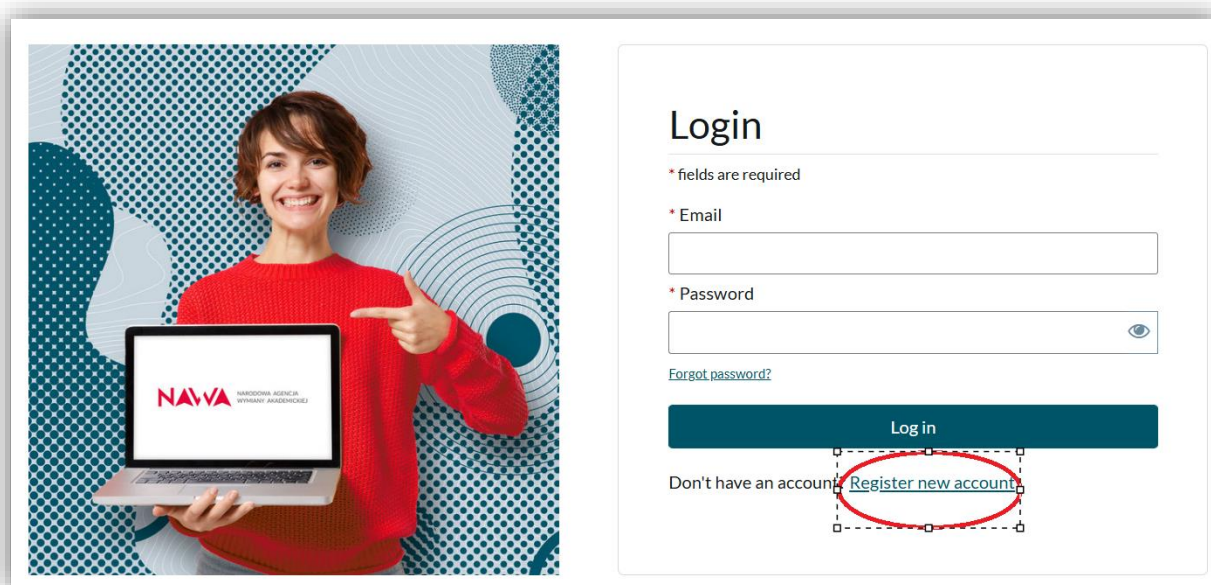 NAWA NARODOWA AGENCJA
WYMIANY AKADEMICKIEJ
Login
* fields are required
* Email
* Password
Forgot password?
Log in
Don't have an account? Register new account